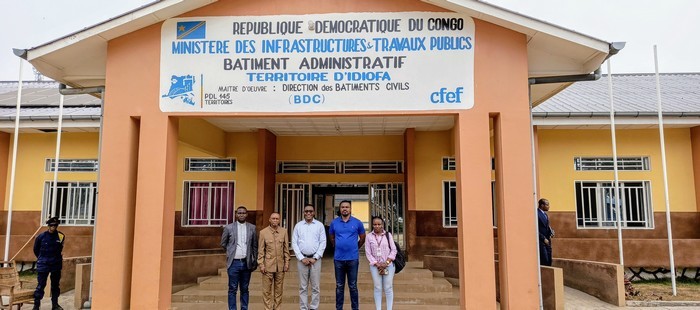 REPUBLIQUE DEMOCRATIQUE DU CONGO
MINISTERE DES INFRASTRUCTURES & TRAVAUX PUBLICS
BATIMENT ADMINISTRATIF
TERRITOIRE D'IDIOFA
MAITRE D'OEUVRE : DIRECTION des BATIMENTS CIVILS
(BDC)
PDL 145
TERRITOIRES
cfef